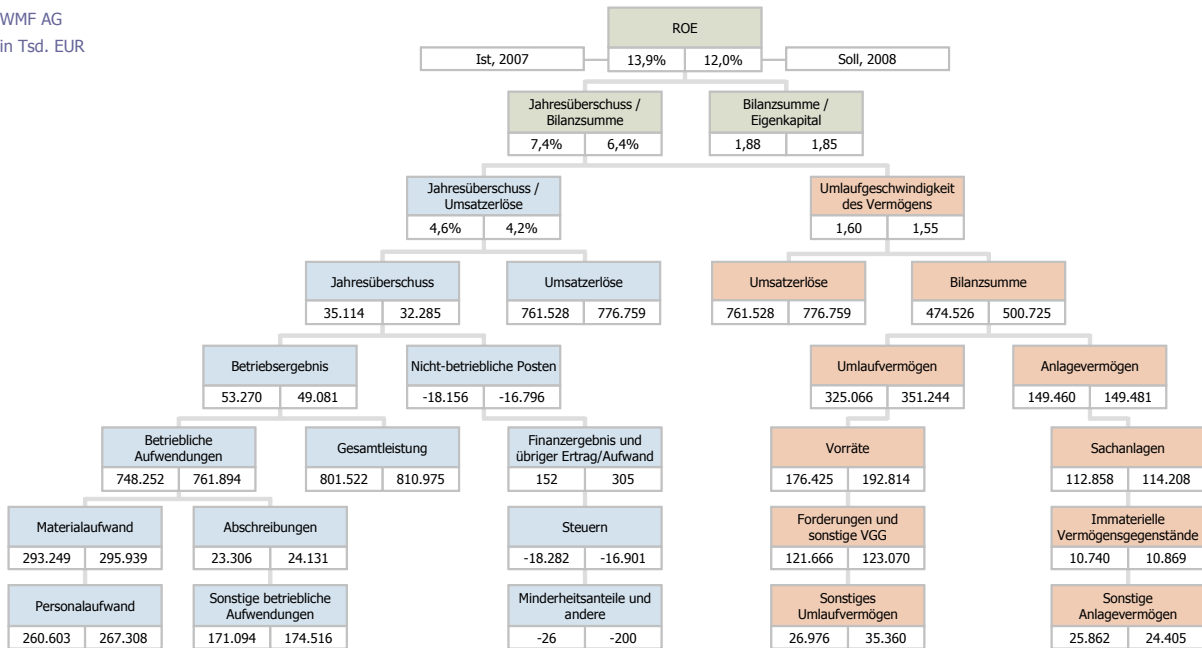 WMF AG
in Tsd. EUR
ROE
Ist, 2007
13,9% 12,0%
Soll, 2008
Jahresüberschuss /
Bilanzsumme
7,4% 6,4%
Bilanzsumme /
Eigenkapital
1,88 1,85
Jahresüberschuss /
Umsatzerlöse
4,6% 4,2%
Umlaufgeschwindigkeit
des Vermögens
1,60 1,55
Jahresüberschuss
35.114 32.285
Umsatzerlöse
761.528 776.759
Umsatzerlöse
761.528 776.759
Bilanzsumme
474.526 500.725
Betriebsergebnis
53.270 49.081
Nicht-betriebliche Posten
-18.156 -16.796
Umlaufvermögen
325.066 351.244
Anlagevermögen
149.460 149.481
Betriebliche
Aufwendungen
748.252 761.894
Gesamtleistung
801.522 810.975
Finanzergebnis und
übriger Ertrag/Aufwand
152 305
Vorräte
176.425 192.814
Sachanlagen
112.858 114.208
Materialaufwand
293.249 295.939
Abschreibungen
23.306 24.131
Steuern
-18.282 -16.901
Forderungen und
sonstige VGG
121.666 123.070
Immaterielle
Vermögensgegenstände
10.740 10.869
Personalaufwand
260.603 267.308
Sonstige betriebliche
Aufwendungen
171.094 174.516
Minderheitsanteile und
andere
-26 -200
Sonstiges
Umlaufvermögen
26.976 35.360
Sonstige
Anlagevermögen
25.862 24.405